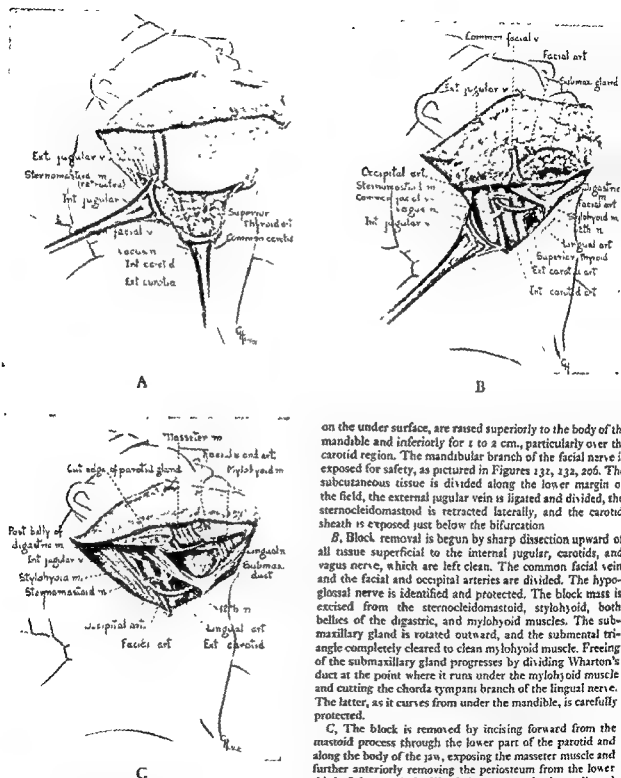 Ext jugular v
Sternomastoid m
(retracted)
Int jugular
facial v
Int carotid
Ext carotid
Superior
Thyroid art
Common carotid
A
Common facial v
Facial art
Submax gland
Ext jugular v
Occipital art.
Sternomastoid m
Common facial v
Vagus n
Int jugular v
Digastric
m
Facial art
Stylohyoid m
12th n
Lingual art
Superior thyroid
Ext carotid art
Int carotid art
B
Masseter m
Facial v and art
Mylohyoid m
Cut edge of parotid gland
Post belly of
digastric m
Int jugular v
Stylohyoid m
Sternomastoid m
Lingual n
Submax
duct
12th n
Occipital art.
Lingual art
Facial art
Ext carotid
C
on the under surface, are raised superiorly to the body of the
mandible and inferiorly for 1 to 2 cm., particularly over the
carotid region. The mandibular branch of the facial nerve i
exposed for safety, as pictured in Figures 131, 132, 206. Th
subcutaneous tissue is divided along the lower margin o
the field, the external jugular vein is ligated and divided, the
sternocleidomastoid is retracted laterally, and the carotid
sheath is exposed just below the bifurcation
B, Block removal is begun by sharp dissection upward of
all tissue superficial to the internal jugular, carotids, and
vagus nerve, which are left clean. The common facial vein
and the facial and occipital arteries are divided. The hypo-
glossal nerve is identified and protected. The block mass is
excised from the sternocleidomastoid, stylohyoid, both
bellies of the digastric, and mylohyoid muscles. The sub-
maxillary gland is rotated outward, and the submental tri-
angle completely cleared to clean mylohyoid muscle. Freeing
of the submaxillary gland progresses by dividing Wharton's
duct at the point where it runs under the mylohyoid muscle
and cutting the chorda tympani branch of the lingual nerve.
The latter, as it curves from under the mandible, is carefully
protected.
C, The block is removed by incising forward from the
mastoid process through the lower part of the parotid and
along the body of the jaw, exposing the masseter muscle and
further anteriorly removing the periosteum from the lower